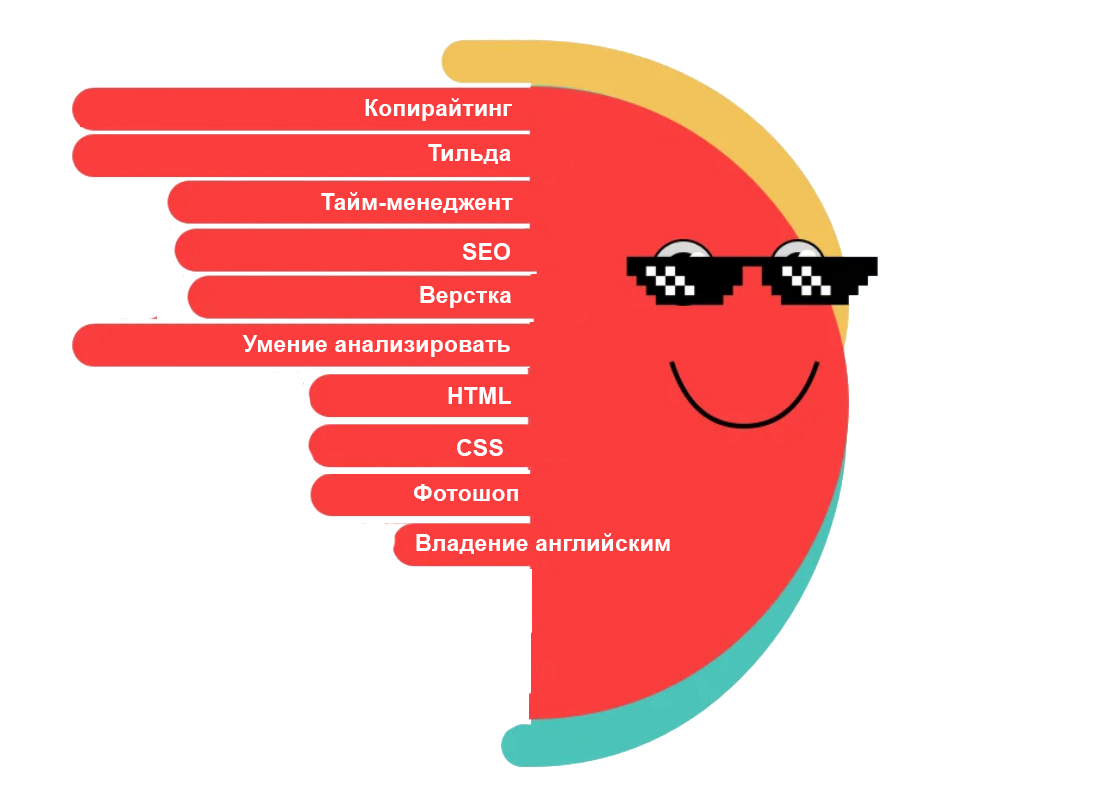 Копирайтинг
Тильда
Тайм-менеджент
SEO
Верстка
Умение анализировать
HTML
CSS
Фотошоп
Владение английским